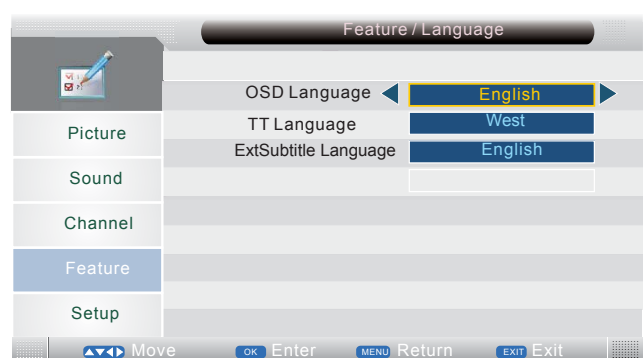 Feature / Language
OSD Language English
TT Language West
ExtSubtitle Language English
Picture
Sound
Channel
Feature
Setup
Move OK Enter MENU Return EXIT Exit